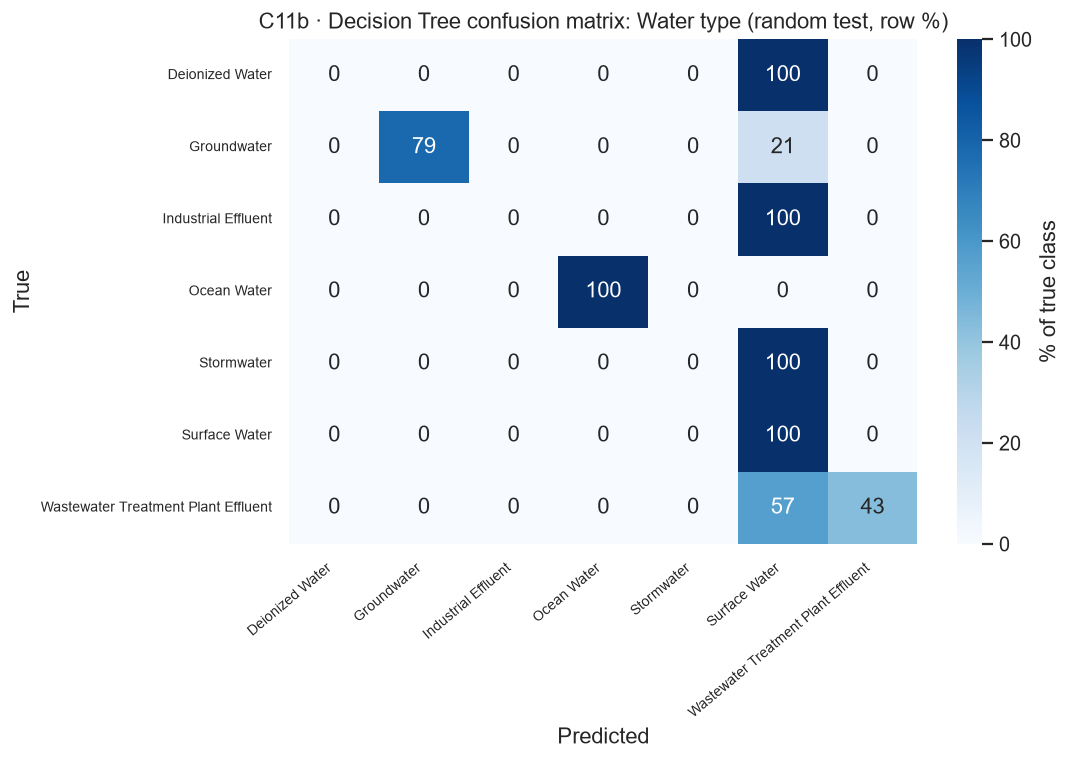 C11b · Decision Tree confusion matrix: Water type (random test, row %)
Deionized Water 0 0 0 0 0 100 0
Groundwater 0 79 0 0 0 21 0
Industrial Effluent 0 0 0 0 0 100 0
Ocean Water 0 0 0 100 0 0 0
Stormwater 0 0 0 0 0 100 0
Surface Water 0 0 0 0 0 100 0
Wastewater Treatment Plant Effluent 0 0 0 0 0 57 43
True
Deionized Water
Groundwater
Industrial Effluent
Ocean Water
Stormwater
Surface Water
Wastewater Treatment Plant Effluent
Predicted
100
80
60
40
20
0
% of true class